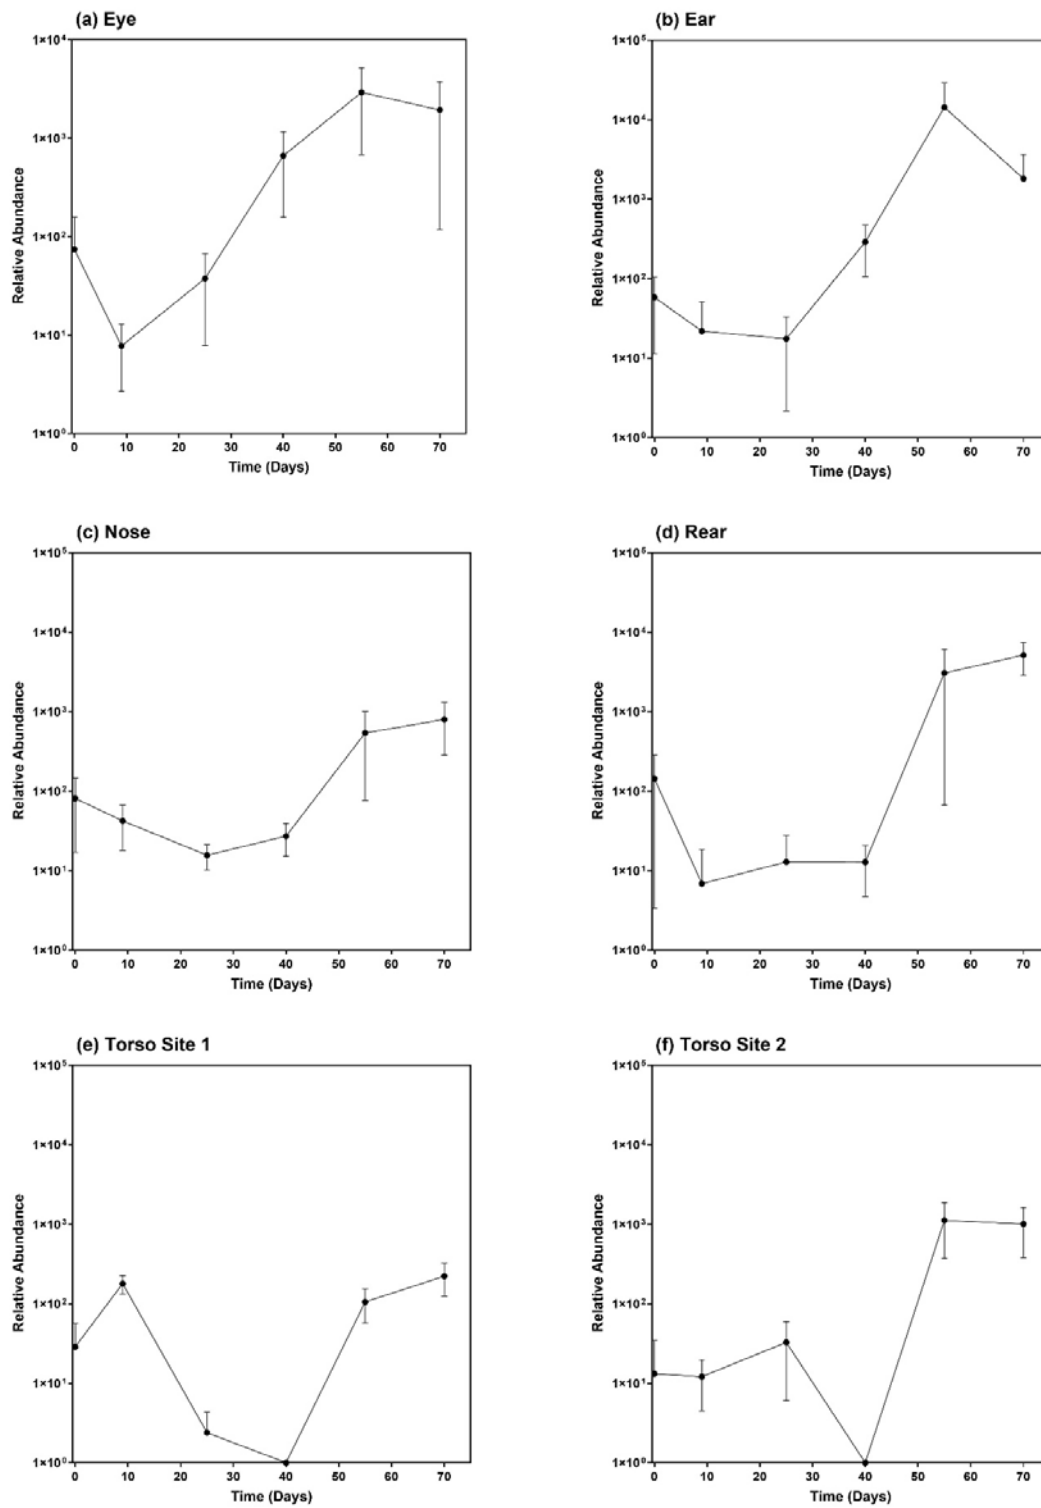 (a) Eye
1×10⁴
1×10³
1×10²
1×10¹
1×10⁰
Relative Abundance
0 10 20 30 40 50 60 70
Time (Days)
(b) Ear
1×10⁵
1×10⁴
1×10³
1×10²
1×10¹
1×10⁰
Relative Abundance
0 10 20 30 40 50 60 70
Time (Days)
(c) Nose
1×10⁵
1×10⁴
1×10³
1×10²
1×10¹
1×10⁰
Relative Abundance
0 10 20 30 40 50 60 70
Time (Days)
(d) Rear
1×10⁵
1×10⁴
1×10³
1×10²
1×10¹
1×10⁰
Relative Abundance
0 10 20 30 40 50 60 70
Time (Days)
(e) Torso Site 1
1×10⁵
1×10⁴
1×10³
1×10²
1×10¹
1×10⁰
Relative Abundance
0 10 20 30 40 50 60 70
Time (Days)
(f) Torso Site 2
1×10⁵
1×10⁴
1×10³
1×10²
1×10¹
1×10⁰
Relative Abundance
0 10 20 30 40 50 60 70
Time (Days)